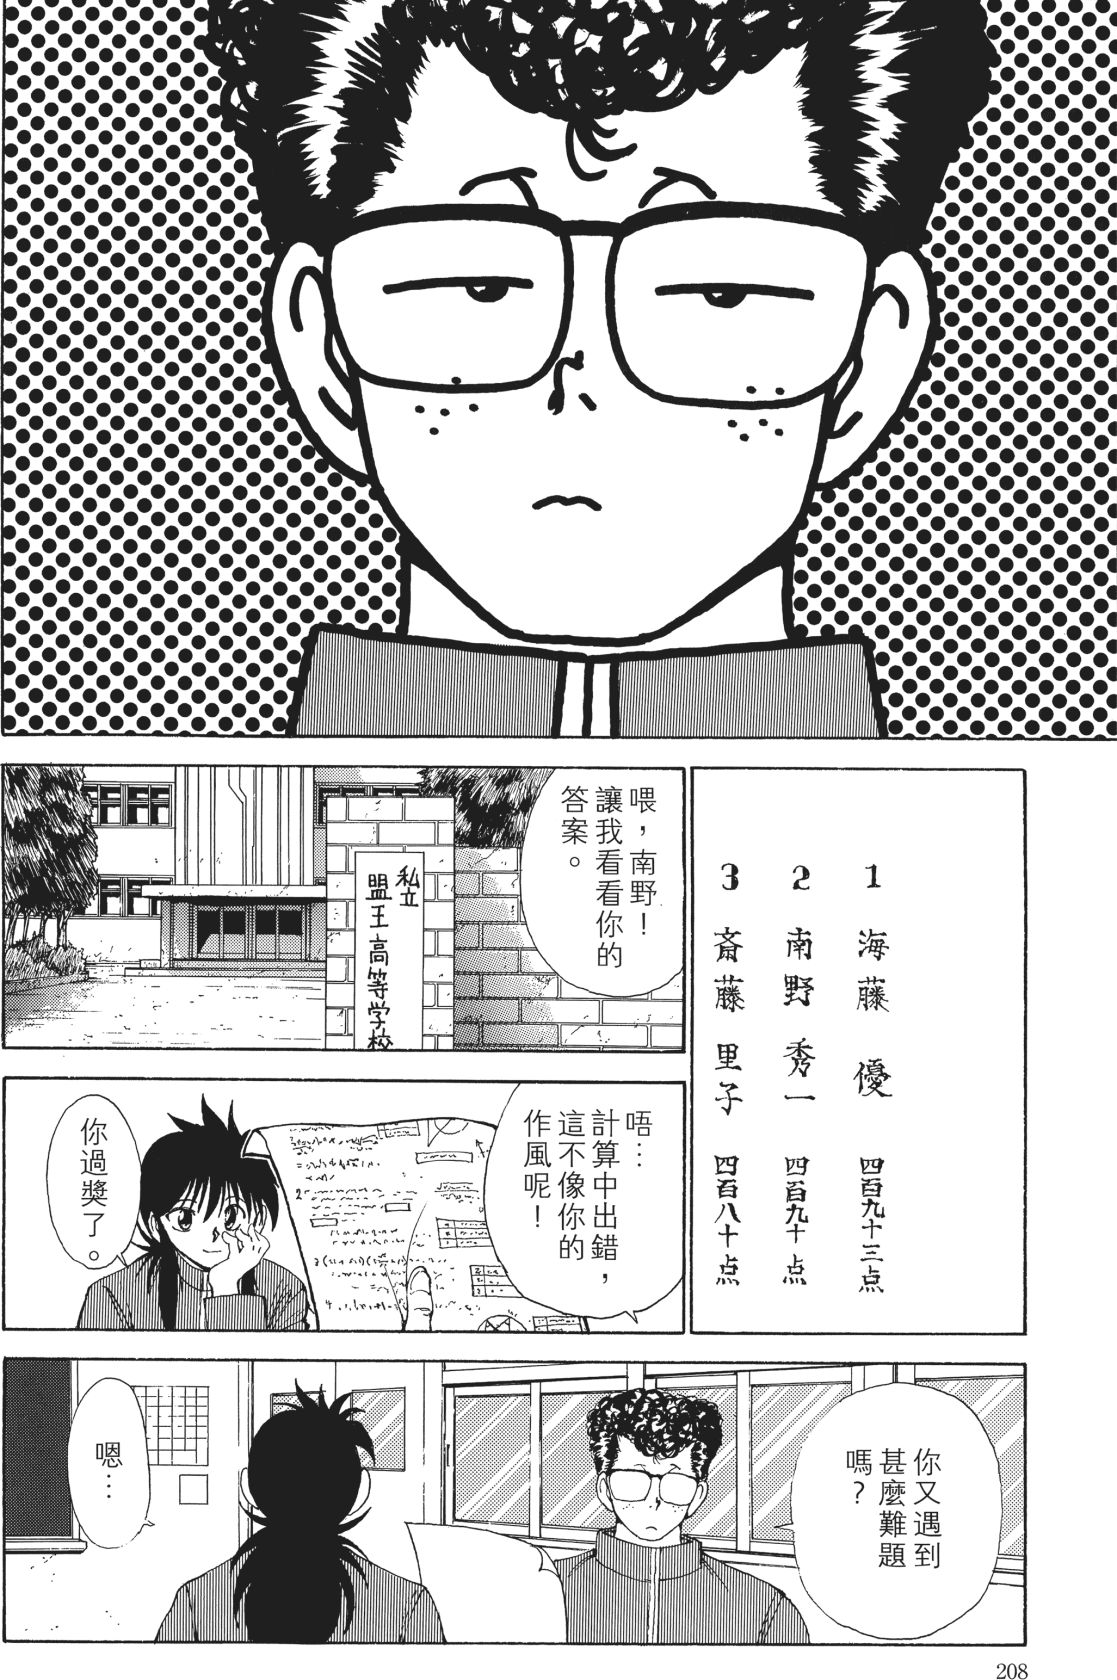 1 海藤 優 四百九十三点
2 南野 秀一 四百九十点
3 斎藤 里子 四百八十点
喂，南野！
讓我看看你的
答案。
私立
盟王高等学校
唔…
計算中出錯，
這不像你的
作風呢！
你過獎了。
你又遇到
甚麼難題
嗎？
嗯…
208